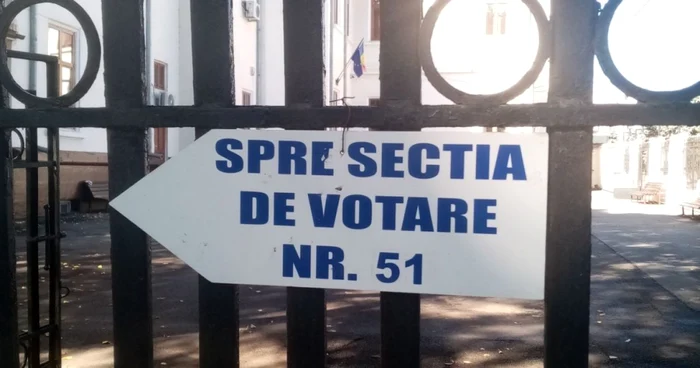 SPRE SECTIA
DE VOTARE
NR. 51